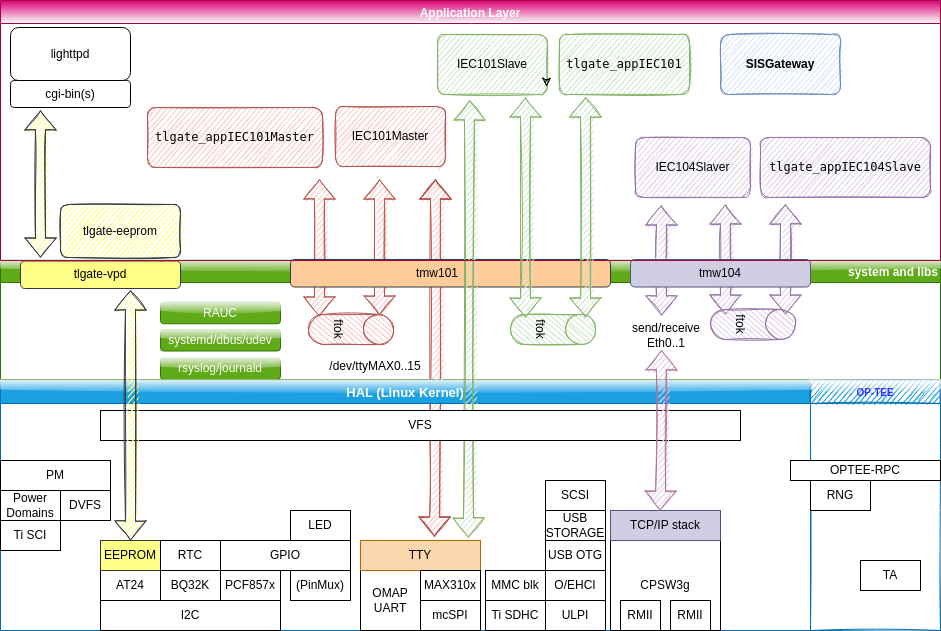 Application Layer
lighttpd
cgi-bin(s)
IEC101Slave
tlgate_appIEC101
SISGateway
tlgate_appIEC101Master
IEC101Master
IEC104Slaver
tlgate_appIEC104Slave
tlgate-eeprom
tlgate-vpd
tmw101
tmw104
system and libs
RAUC
systemd/dbus/udev
rsyslog/journald
ftok
ftok
ftok
send/receive
Eth0..1
/dev/ttyMAX0..15
HAL (Linux Kernel)
OP-TEE
VFS
PM
Power
Domains
DVFS
Ti SCI
OPTEE-RPC
RNG
TA
LED
EEPROM
RTC
GPIO
AT24
BQ32K
PCF857x
(PinMux)
I2C
TTY
OMAP
UART
MAX310x
mcSPI
MMC blk
Ti SDHC
SCSI
USB
STORAGE
USB OTG
O/EHCI
ULPI
TCP/IP stack
CPSW3g
RMII
RMII